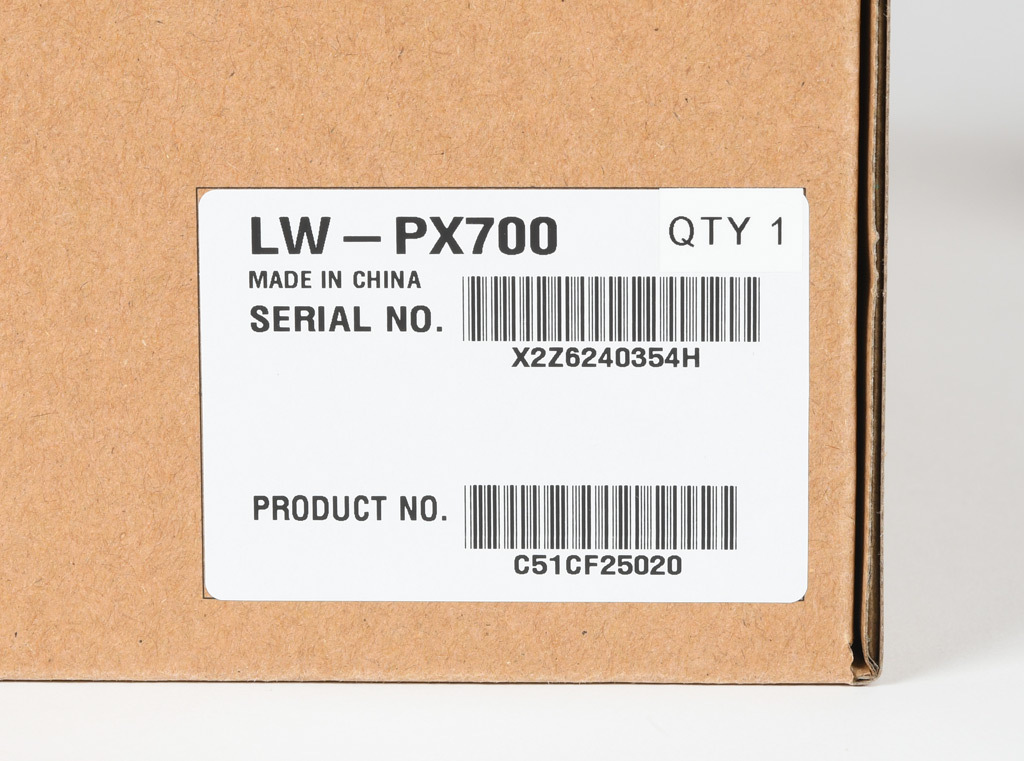 LW-PX700 QTY 1
MADE IN CHINA
SERIAL NO.
X2Z6240354H
PRODUCT NO.
C51CF25020